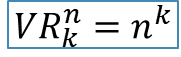 $VR_k^n = n^k$